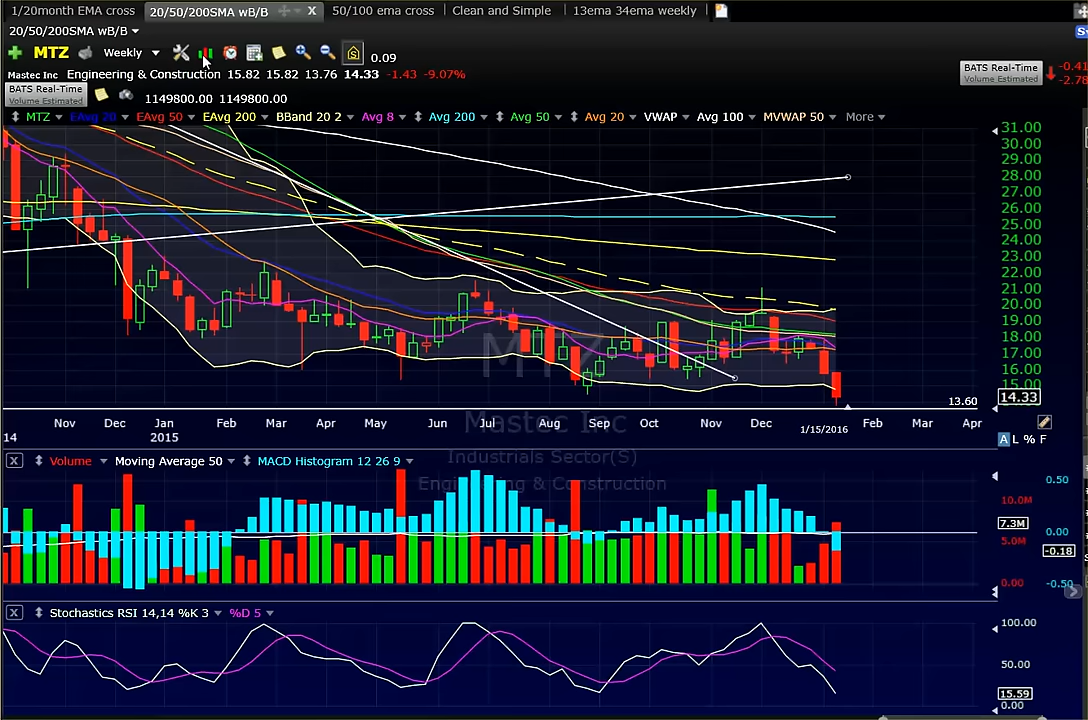 1/20month EMA cross 20/50/200SMA wB/B X 50/100 ema cross Clean and Simple 13ema 34ema weekly
20/50/200SMA wB/B
MTZ Weekly 0.09
Mastec Inc Engineering & Construction 15.82 15.82 13.76 14.33 -1.43 -9.07%
BATS Real-Time
Volume Estimated
1149800.00 1149800.00
BATS Real-Time
Volume Estimated
-0.41
-2.78
MTZ EAvg 20 EAvg 50 EAvg 200 BBand 20 2 Avg 8 Avg 200 Avg 50 Avg 20 VWAP Avg 100 MVWAP 50 More
31.00
30.00
29.00
28.00
27.00
26.00
25.00
24.00
23.00
22.00
21.00
20.00
19.00
18.00
17.00
16.00
15.00
14.33
13.60
MTZ
Mastec Inc
Industrials Sector(S)
Engineering & Construction
Nov Dec Jan Feb Mar Apr May Jun Jul Aug Sep Oct Nov Dec 1/15/2016 Feb Mar Apr
14 2015
A L % F
X Volume Moving Average 50 MACD Histogram 12 26 9
0.50
10.0M
7.3M
0.00
5.0M
-0.18
0.00
-0.50
X Stochastics RSI 14,14 %K 3 %D 5
100.00
50.00
15.59
0.00